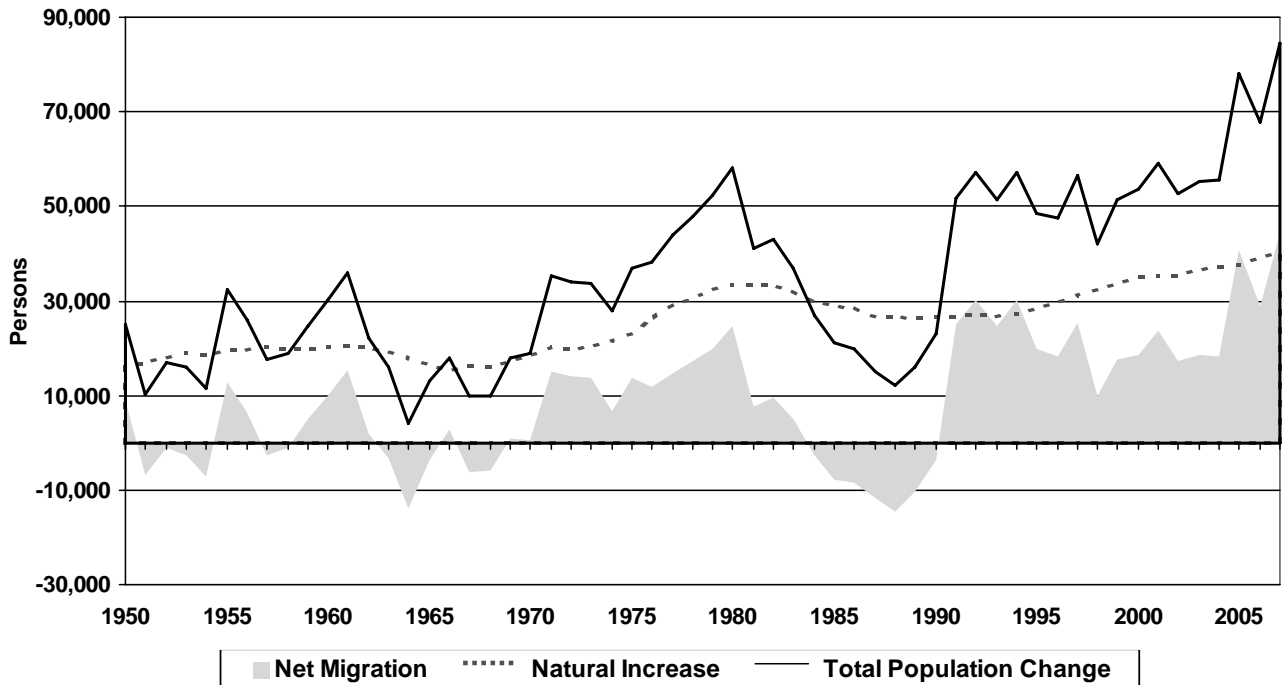 90,000
70,000
50,000
30,000
10,000
-10,000
-30,000
Persons
1950 1955 1960 1965 1970 1975 1980 1985 1990 1995 2000 2005
Net Migration Natural Increase Total Population Change